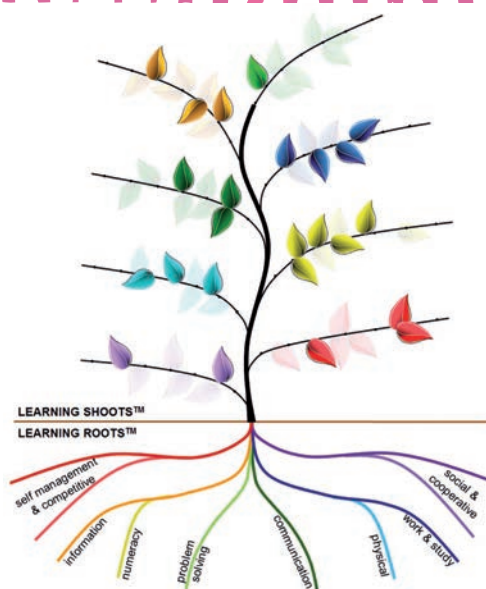 LEARNING SHOOTS™
LEARNING ROOTS™
self management
& competitive
information
numeracy
problem
solving
communication
physical
work & study
social &
cooperative